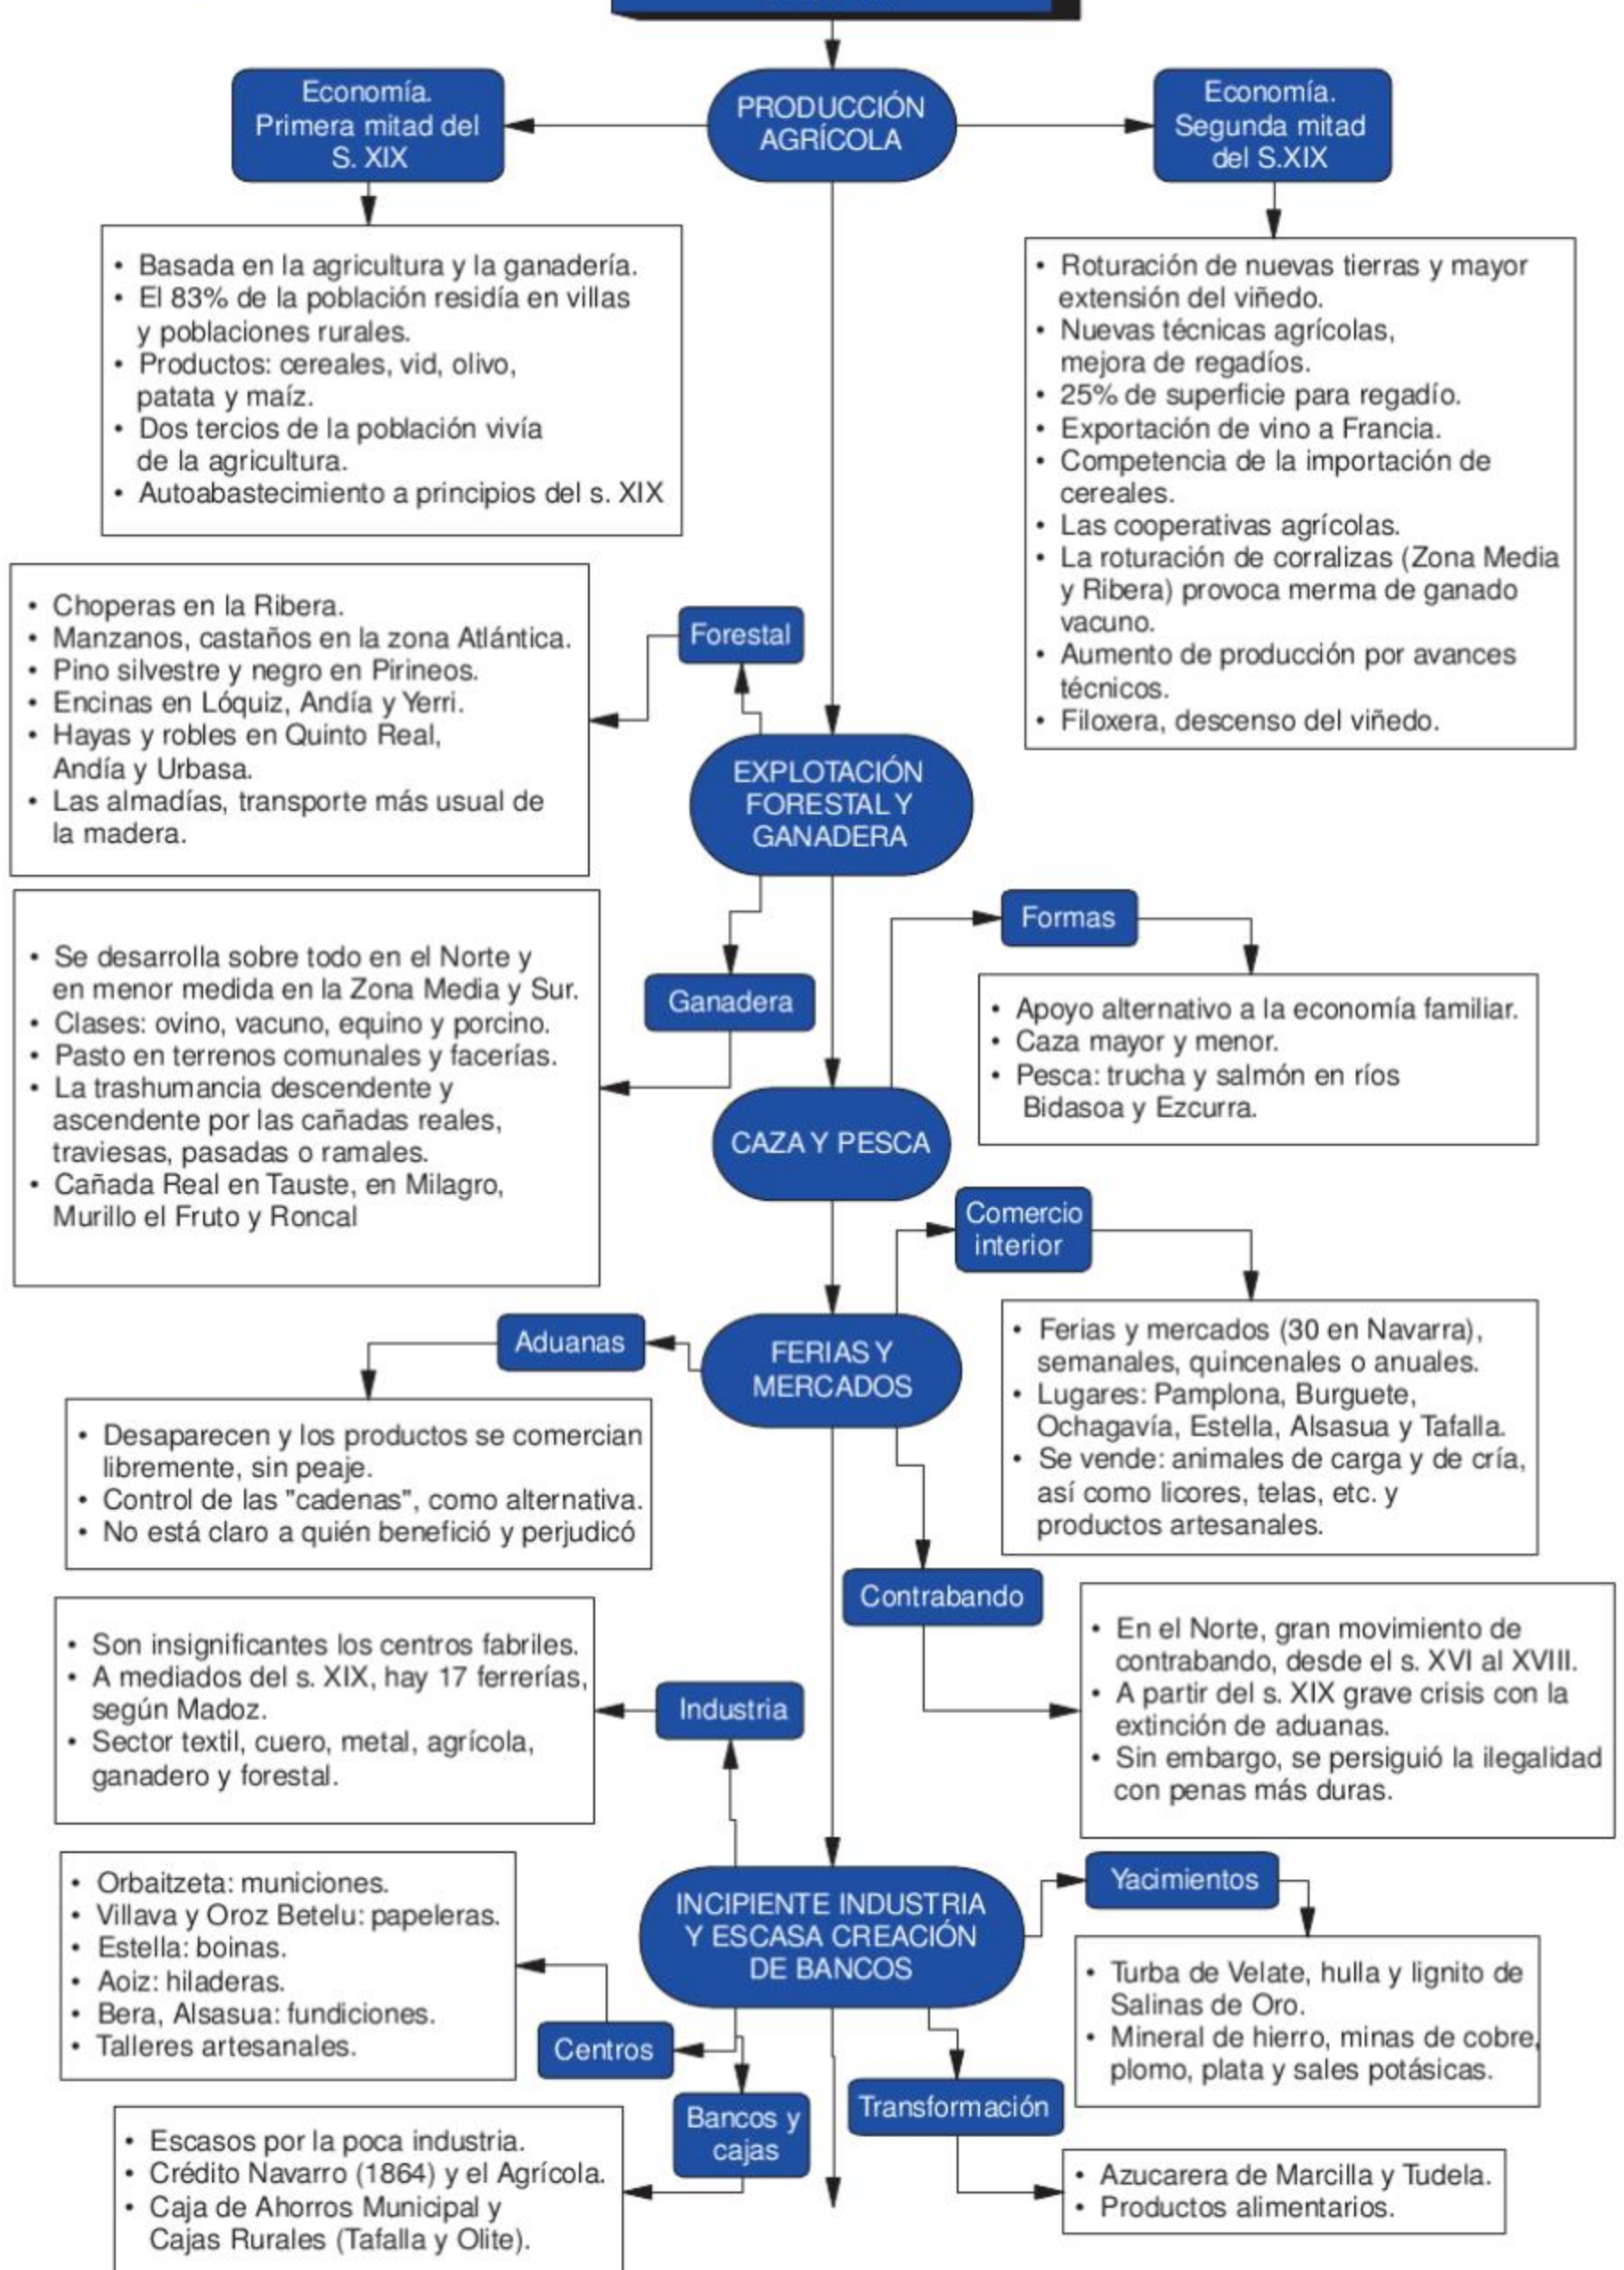 PRODUCCIÓN
AGRÍCOLA
Economía.
Primera mitad del
S. XIX
Economía.
Segunda mitad
del S.XIX
• Basada en la agricultura y la ganadería.
• El 83% de la población residía en villas
y poblaciones rurales.
• Productos: cereales, vid, olivo,
patata y maíz.
• Dos tercios de la población vivía
de la agricultura.
• Autoabastecimiento a principios del s. XIX
• Roturación de nuevas tierras y mayor
extensión del viñedo.
• Nuevas técnicas agrícolas,
mejora de regadíos.
• 25% de superficie para regadío.
• Exportación de vino a Francia.
• Competencia de la importación de
cereales.
• Las cooperativas agrícolas.
• La roturación de corralizas (Zona Media
y Ribera) provoca merma de ganado
vacuno.
• Aumento de producción por avances
técnicos.
• Filoxera, descenso del viñedo.
Forestal
• Choperas en la Ribera.
• Manzanos, castaños en la zona Atlántica.
• Pino silvestre y negro en Pirineos.
• Encinas en Lóquiz, Andía y Yerri.
• Hayas y robles en Quinto Real,
Andía y Urbasa.
• Las almadías, transporte más usual de
la madera.
EXPLOTACIÓN
FORESTAL Y
GANADERA
Ganadera
• Se desarrolla sobre todo en el Norte y
en menor medida en la Zona Media y Sur.
• Clases: ovino, vacuno, equino y porcino.
• Pasto en terrenos comunales y facerías.
• La trashumancia descendente y
ascendente por las cañadas reales,
traviesas, pasadas o ramales.
• Cañada Real en Tauste, en Milagro,
Murillo el Fruto y Roncal
Formas
• Apoyo alternativo a la economía familiar.
• Caza mayor y menor.
• Pesca: trucha y salmón en ríos
Bidasoa y Ezcurra.
CAZA Y PESCA
Comercio
interior
• Ferias y mercados (30 en Navarra),
semanales, quincenales o anuales.
• Lugares: Pamplona, Burguete,
Ochagavía, Estella, Alsasua y Tafalla.
• Se vende: animales de carga y de cría,
así como licores, telas, etc. y
productos artesanales.
Aduanas
FERIAS Y
MERCADOS
• Desaparecen y los productos se comercian
libremente, sin peaje.
• Control de las "cadenas", como alternativa.
• No está claro a quién benefició y perjudicó
Contrabando
• En el Norte, gran movimiento de
contrabando, desde el s. XVI al XVIII.
• A partir del s. XIX grave crisis con la
extinción de aduanas.
• Sin embargo, se persiguió la ilegalidad
con penas más duras.
Industria
• Son insignificantes los centros fabriles.
• A mediados del s. XIX, hay 17 ferrerías,
según Madoz.
• Sector textil, cuero, metal, agrícola,
ganadero y forestal.
INCIPIENTE INDUSTRIA
Y ESCASA CREACIÓN
DE BANCOS
Yacimientos
• Turba de Velate, hulla y lignito de
Salinas de Oro.
• Mineral de hierro, minas de cobre,
plomo, plata y sales potásicas.
• Orbaitzeta: municiones.
• Villava y Oroz Betelu: papeleras.
• Estella: boinas.
• Aoiz: hiladeras.
• Bera, Alsasua: fundiciones.
• Talleres artesanales.
Centros
Bancos y
cajas
• Escasos por la poca industria.
• Crédito Navarro (1864) y el Agrícola.
• Caja de Ahorros Municipal y
Cajas Rurales (Tafalla y Olite).
Transformación
• Azucarera de Marcilla y Tudela.
• Productos alimentarios.